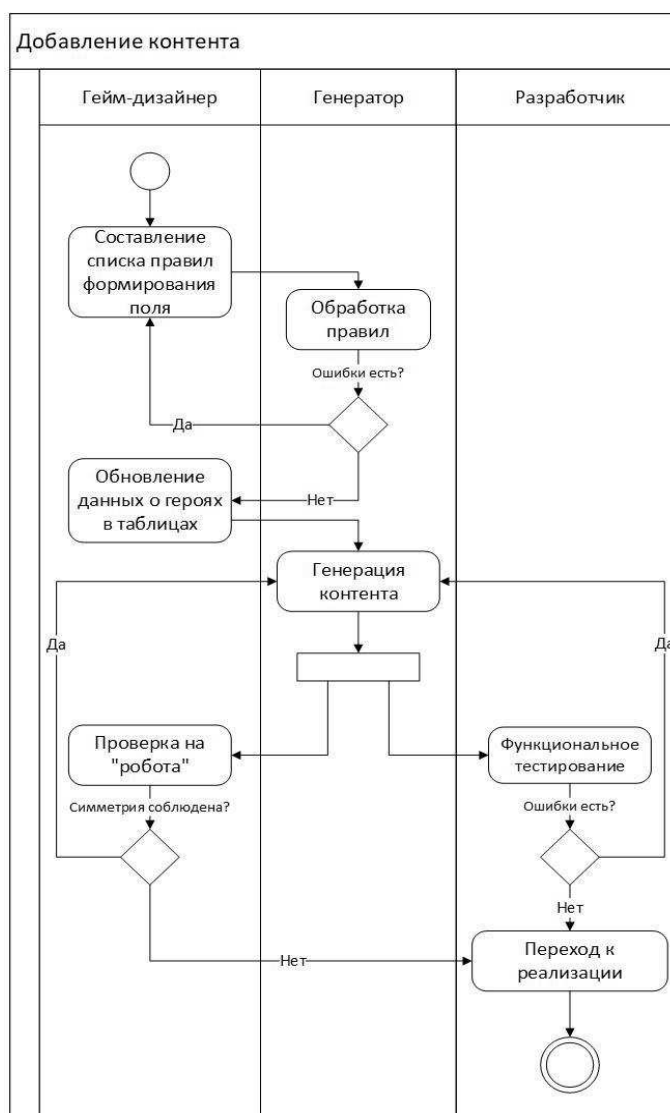 Добавление контента
Гейм-дизайнер
Генератор
Разработчик
Составление
списка правил
формирования
поля
Обработка
правил
Ошибки есть?
Да
Обновление
данных о героях
в таблицах
Нет
Генерация
контента
Да
Да
Проверка на
"робота"
Функциональное
тестирование
Симметрия соблюдена?
Ошибки есть?
Нет
Переход к
реализации
Нет